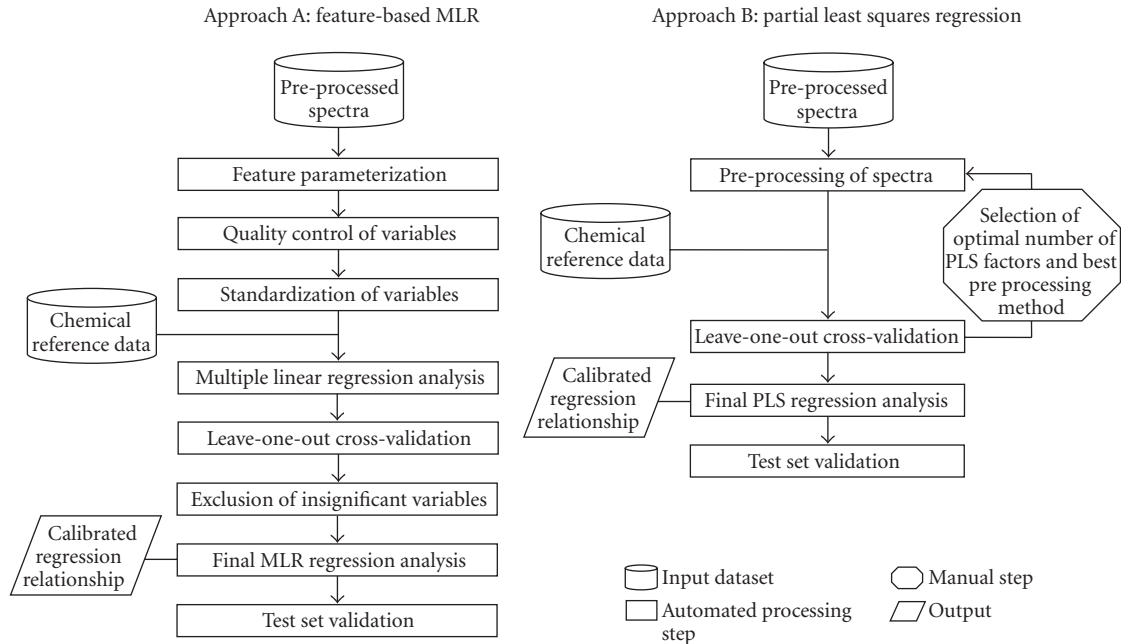 Approach A: feature-based MLR
Pre-processed
spectra
Feature parameterization
Quality control of variables
Standardization of variables
Chemical
reference data
Multiple linear regression analysis
Leave-one-out cross-validation
Exclusion of insignificant variables
Calibrated
regression
relationship
Final MLR regression analysis
Test set validation
Approach B: partial least squares regression
Pre-processed
spectra
Pre-processing of spectra
Selection of
optimal number of
PLS factors and best
pre processing
method
Chemical
reference data
Leave-one-out cross-validation
Calibrated
regression
relationship
Final PLS regression analysis
Test set validation
Input dataset
Automated processing
step
Manual step
Output